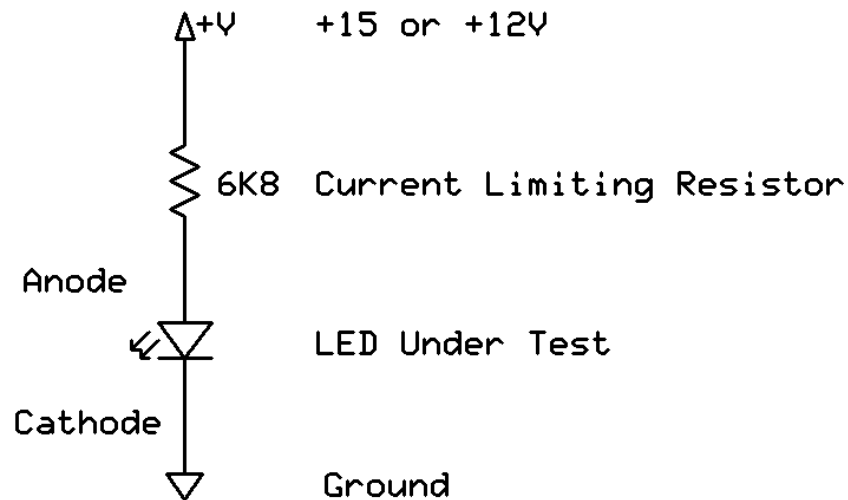 +V +15 or +12V
6K8 Current Limiting Resistor
Anode
LED Under Test
Cathode
Ground